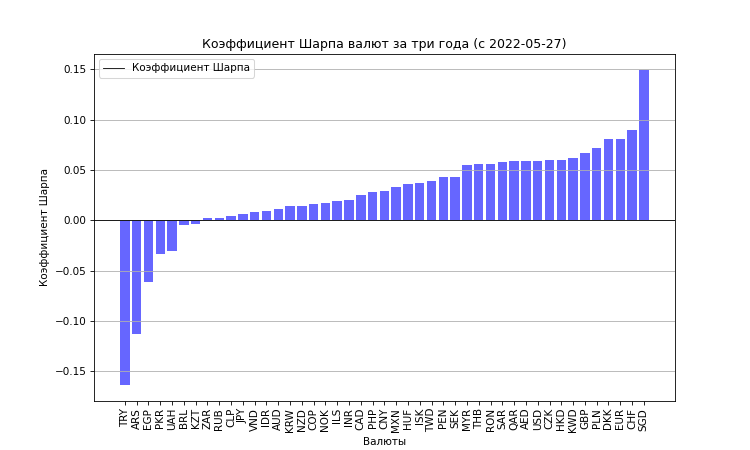 Коэффициент Шарпа валют за три года (с 2022-05-27)
Коэффициент Шарпа
0.15
0.10
0.05
0.00
−0.05
−0.10
−0.15
Коэффициент Шарпа
TRY
ARS
EGP
PKR
UAH
BRL
KZT
ZAR
RUB
CLP
JPY
VND
IDR
AUD
KRW
NZD
COP
NOK
ILS
INR
CAD
PHP
CNY
MXN
HUF
ISK
TWD
PEN
SEK
MYR
THB
RON
SAR
QAR
AED
USD
CZK
HKD
KWD
GBP
PLN
DKK
EUR
CHF
SGD
Валюты